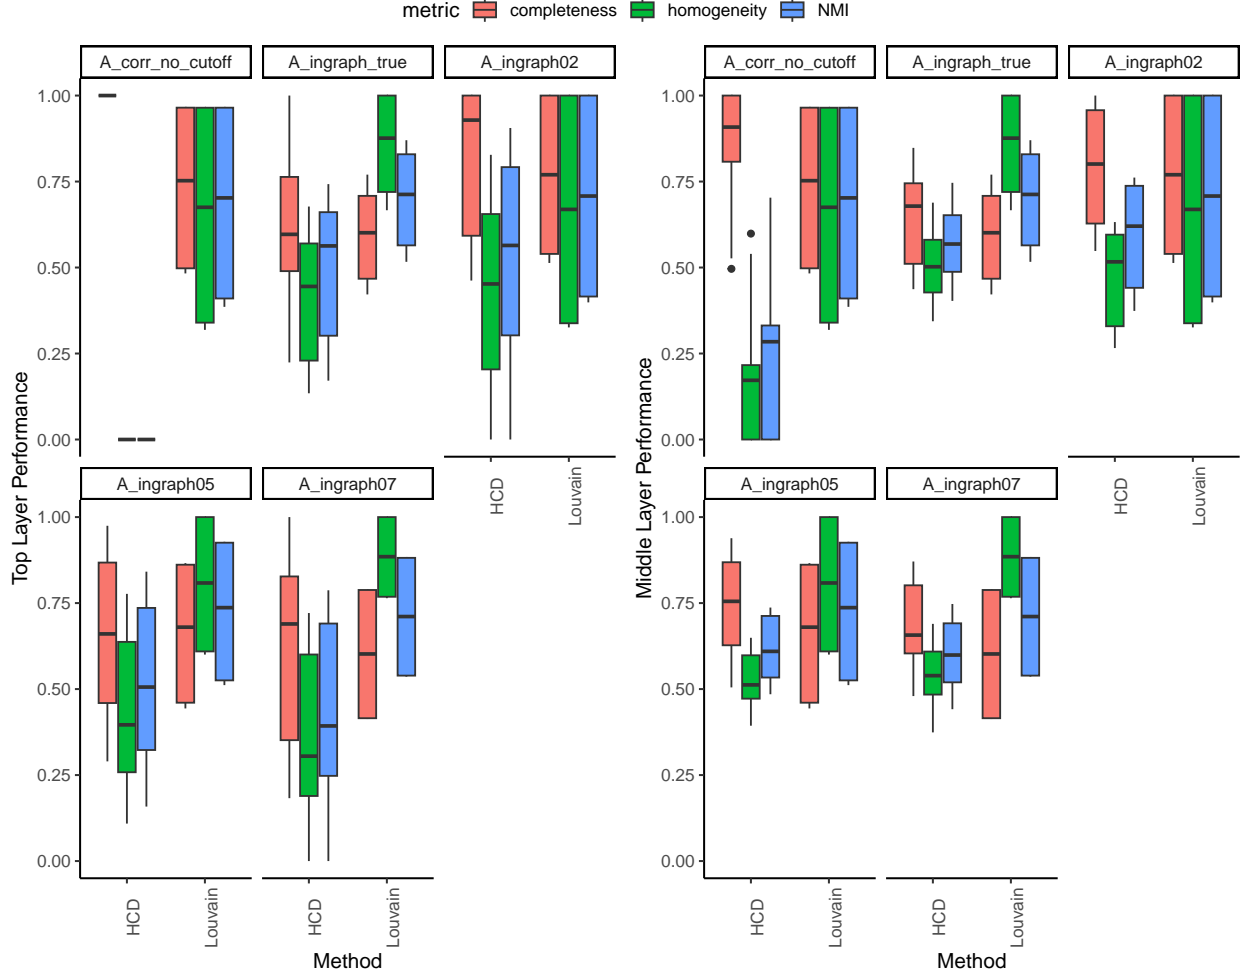 metric completeness homogeneity NMI
A_corr_no_cutoff A_ingraph_true A_ingraph02
1.00
0.75
0.50
0.25
0.00
HCD Louvain
A_ingraph05 A_ingraph07
1.00
0.75
0.50
0.25
0.00
HCD Louvain HCD Louvain
Top Layer Performance
Method
A_corr_no_cutoff A_ingraph_true A_ingraph02
1.00
0.75
0.50
0.25
0.00
HCD Louvain
A_ingraph05 A_ingraph07
1.00
0.75
0.50
0.25
0.00
HCD Louvain HCD Louvain
Middle Layer Performance
Method